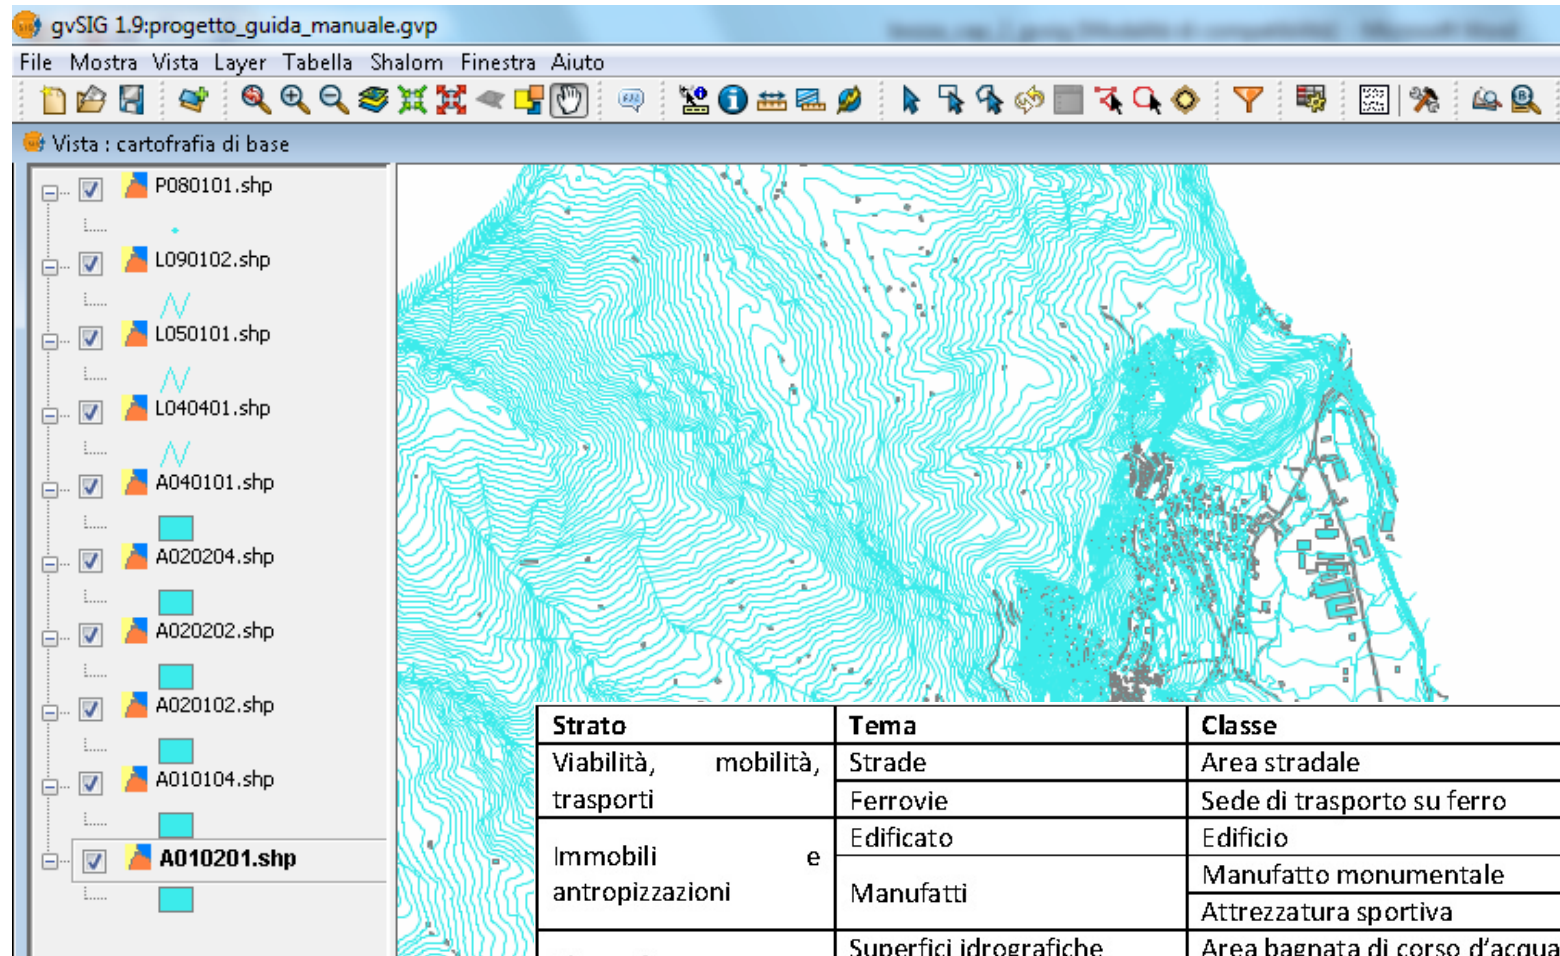 gvSIG 1.9:progetto_guida_manuale.gvp
File Mostra Vista Layer Tabella Shalom Finestra Aiuto
Vista : cartofrafia di base
P080101.shp
L090102.shp
L050101.shp
L040401.shp
A040101.shp
A020204.shp
A020202.shp
A020102.shp
A010104.shp
A010201.shp
Strato Tema Classe
Viabilità, mobilità, Strade Area stradale
trasporti Ferrovie Sede di trasporto su ferro
Edificato Edificio
Immobili e
antropizzazioni
Manufatti
Manufatto monumentale
Attrezzatura sportiva
Superfici idrografiche Area bagnata di corso d'acqua